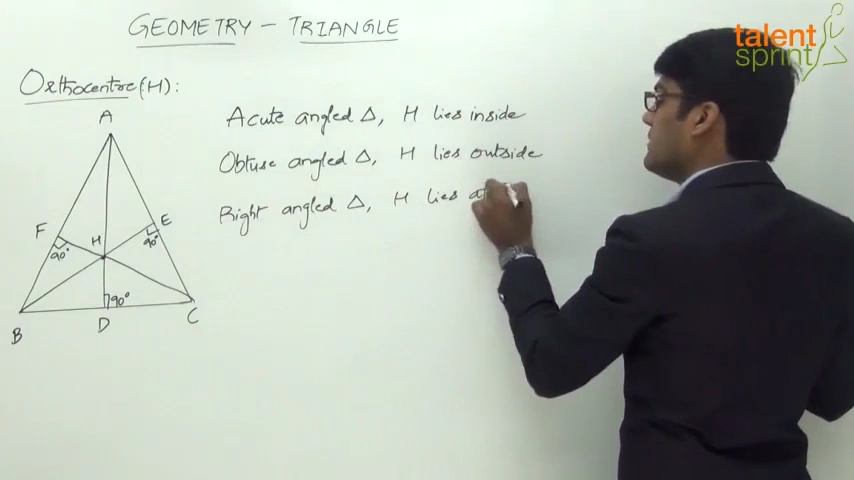 GEOMETRY - TRIANGLE
talent
sprint
Orthocentre (H) :
A
Acute angled Δ, H lies inside
Obtuse angled Δ, H lies outside
Right angled Δ, H lies
F
E
H
90°
90°
90°
B
D
C